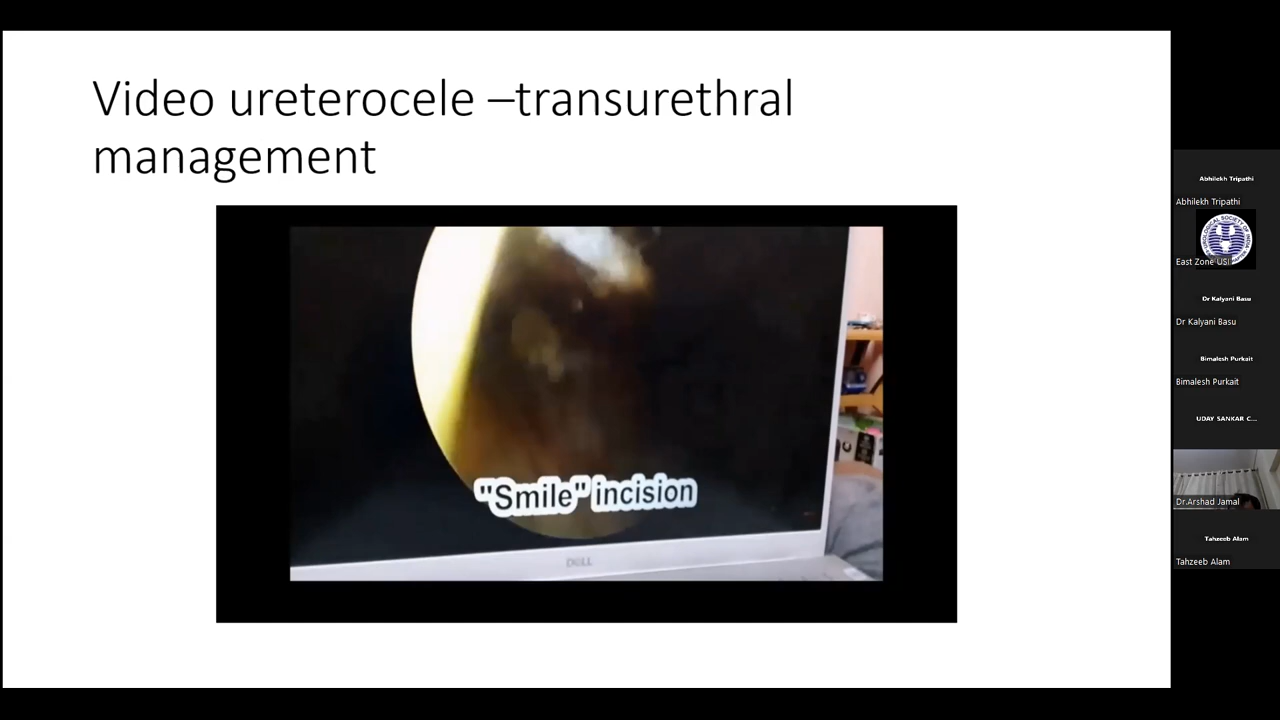 Video ureterocele –transurethral
management
"Smile" incision
DELL
Abhilekh Tripathi
Abhilekh Tripathi
East Zone USI
Dr Kalyani Basu
Dr Kalyani Basu
Bimalesh Purkait
Bimalesh Purkait
UDAY SANKAR C...
Dr.Arshad Jamal
Tahzeeb Alam
Tahzeeb Alam